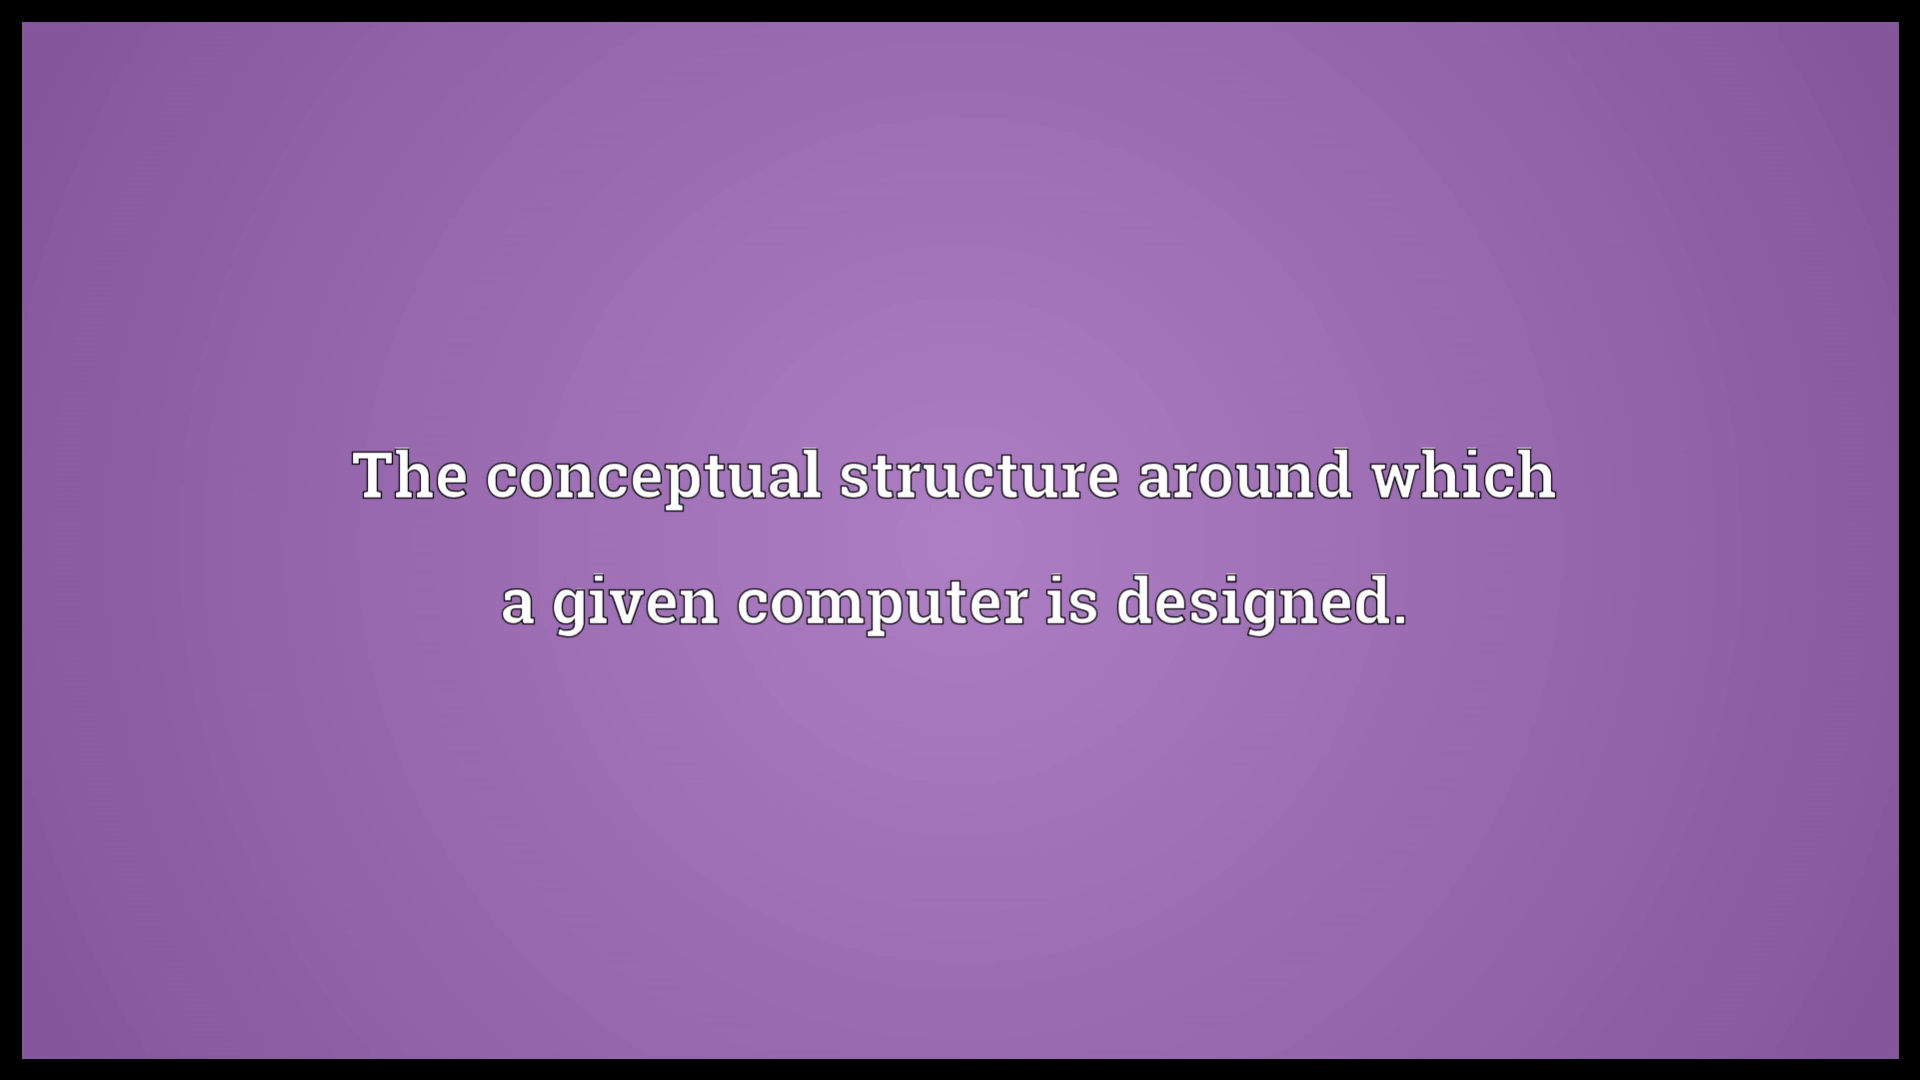 The conceptual structure around which
a given computer is designed.